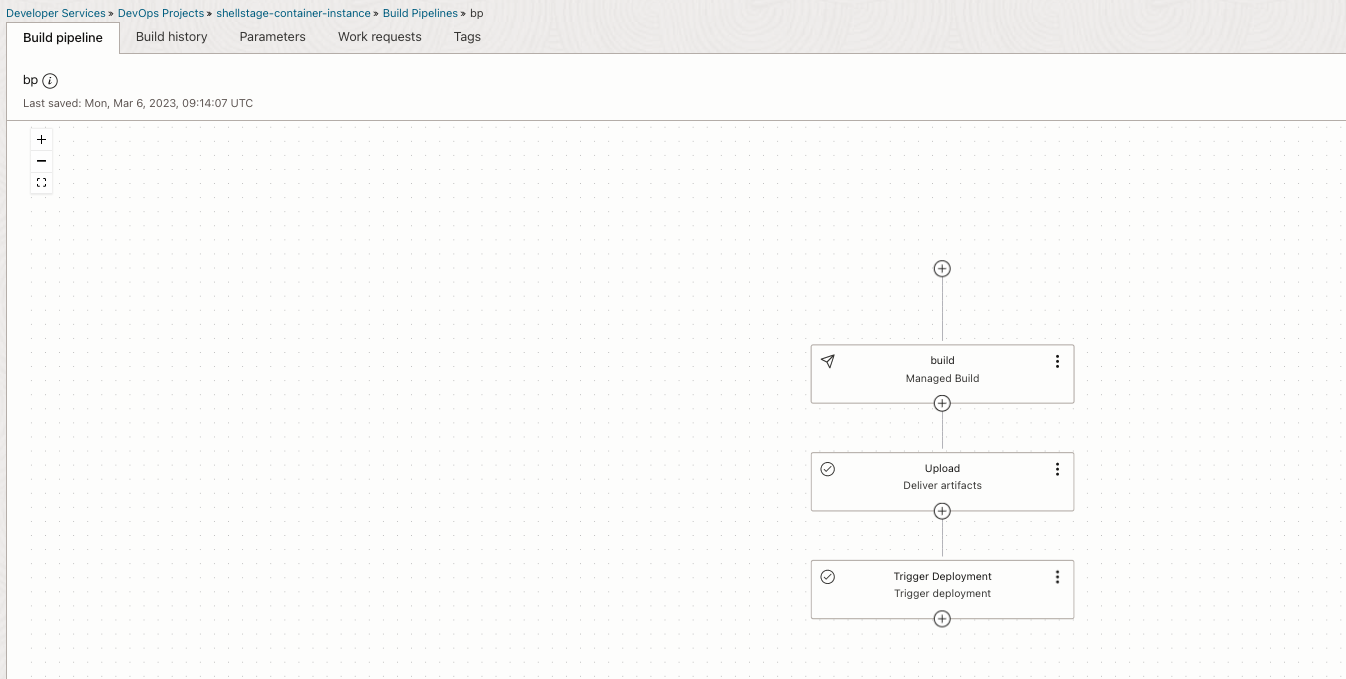 Developer Services » DevOps Projects » shellstage-container-instance » Build Pipelines » bp
Build pipeline Build history Parameters Work requests Tags
bp
Last saved: Mon, Mar 6, 2023, 09:14:07 UTC
build
Managed Build
Upload
Deliver artifacts
Trigger Deployment
Trigger deployment